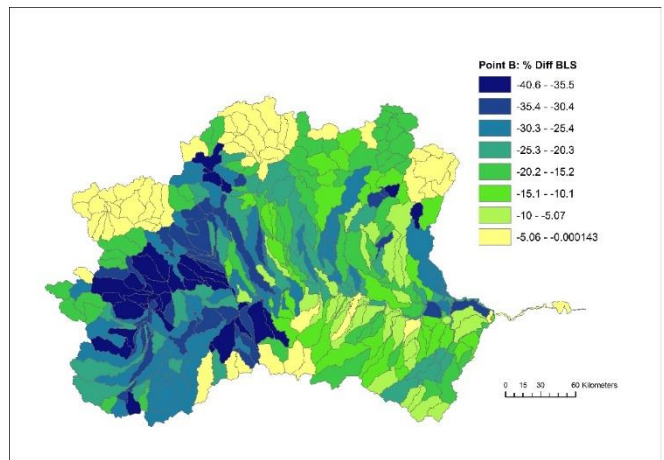 Point B: % Diff BLS
-40.6 - -35.5
-35.4 - -30.4
-30.3 - -25.4
-25.3 - -20.3
-20.2 - -15.2
-15.1 - -10.1
-10 - -5.07
-5.06 - -0.000143
0 15 30 60 Kilometers